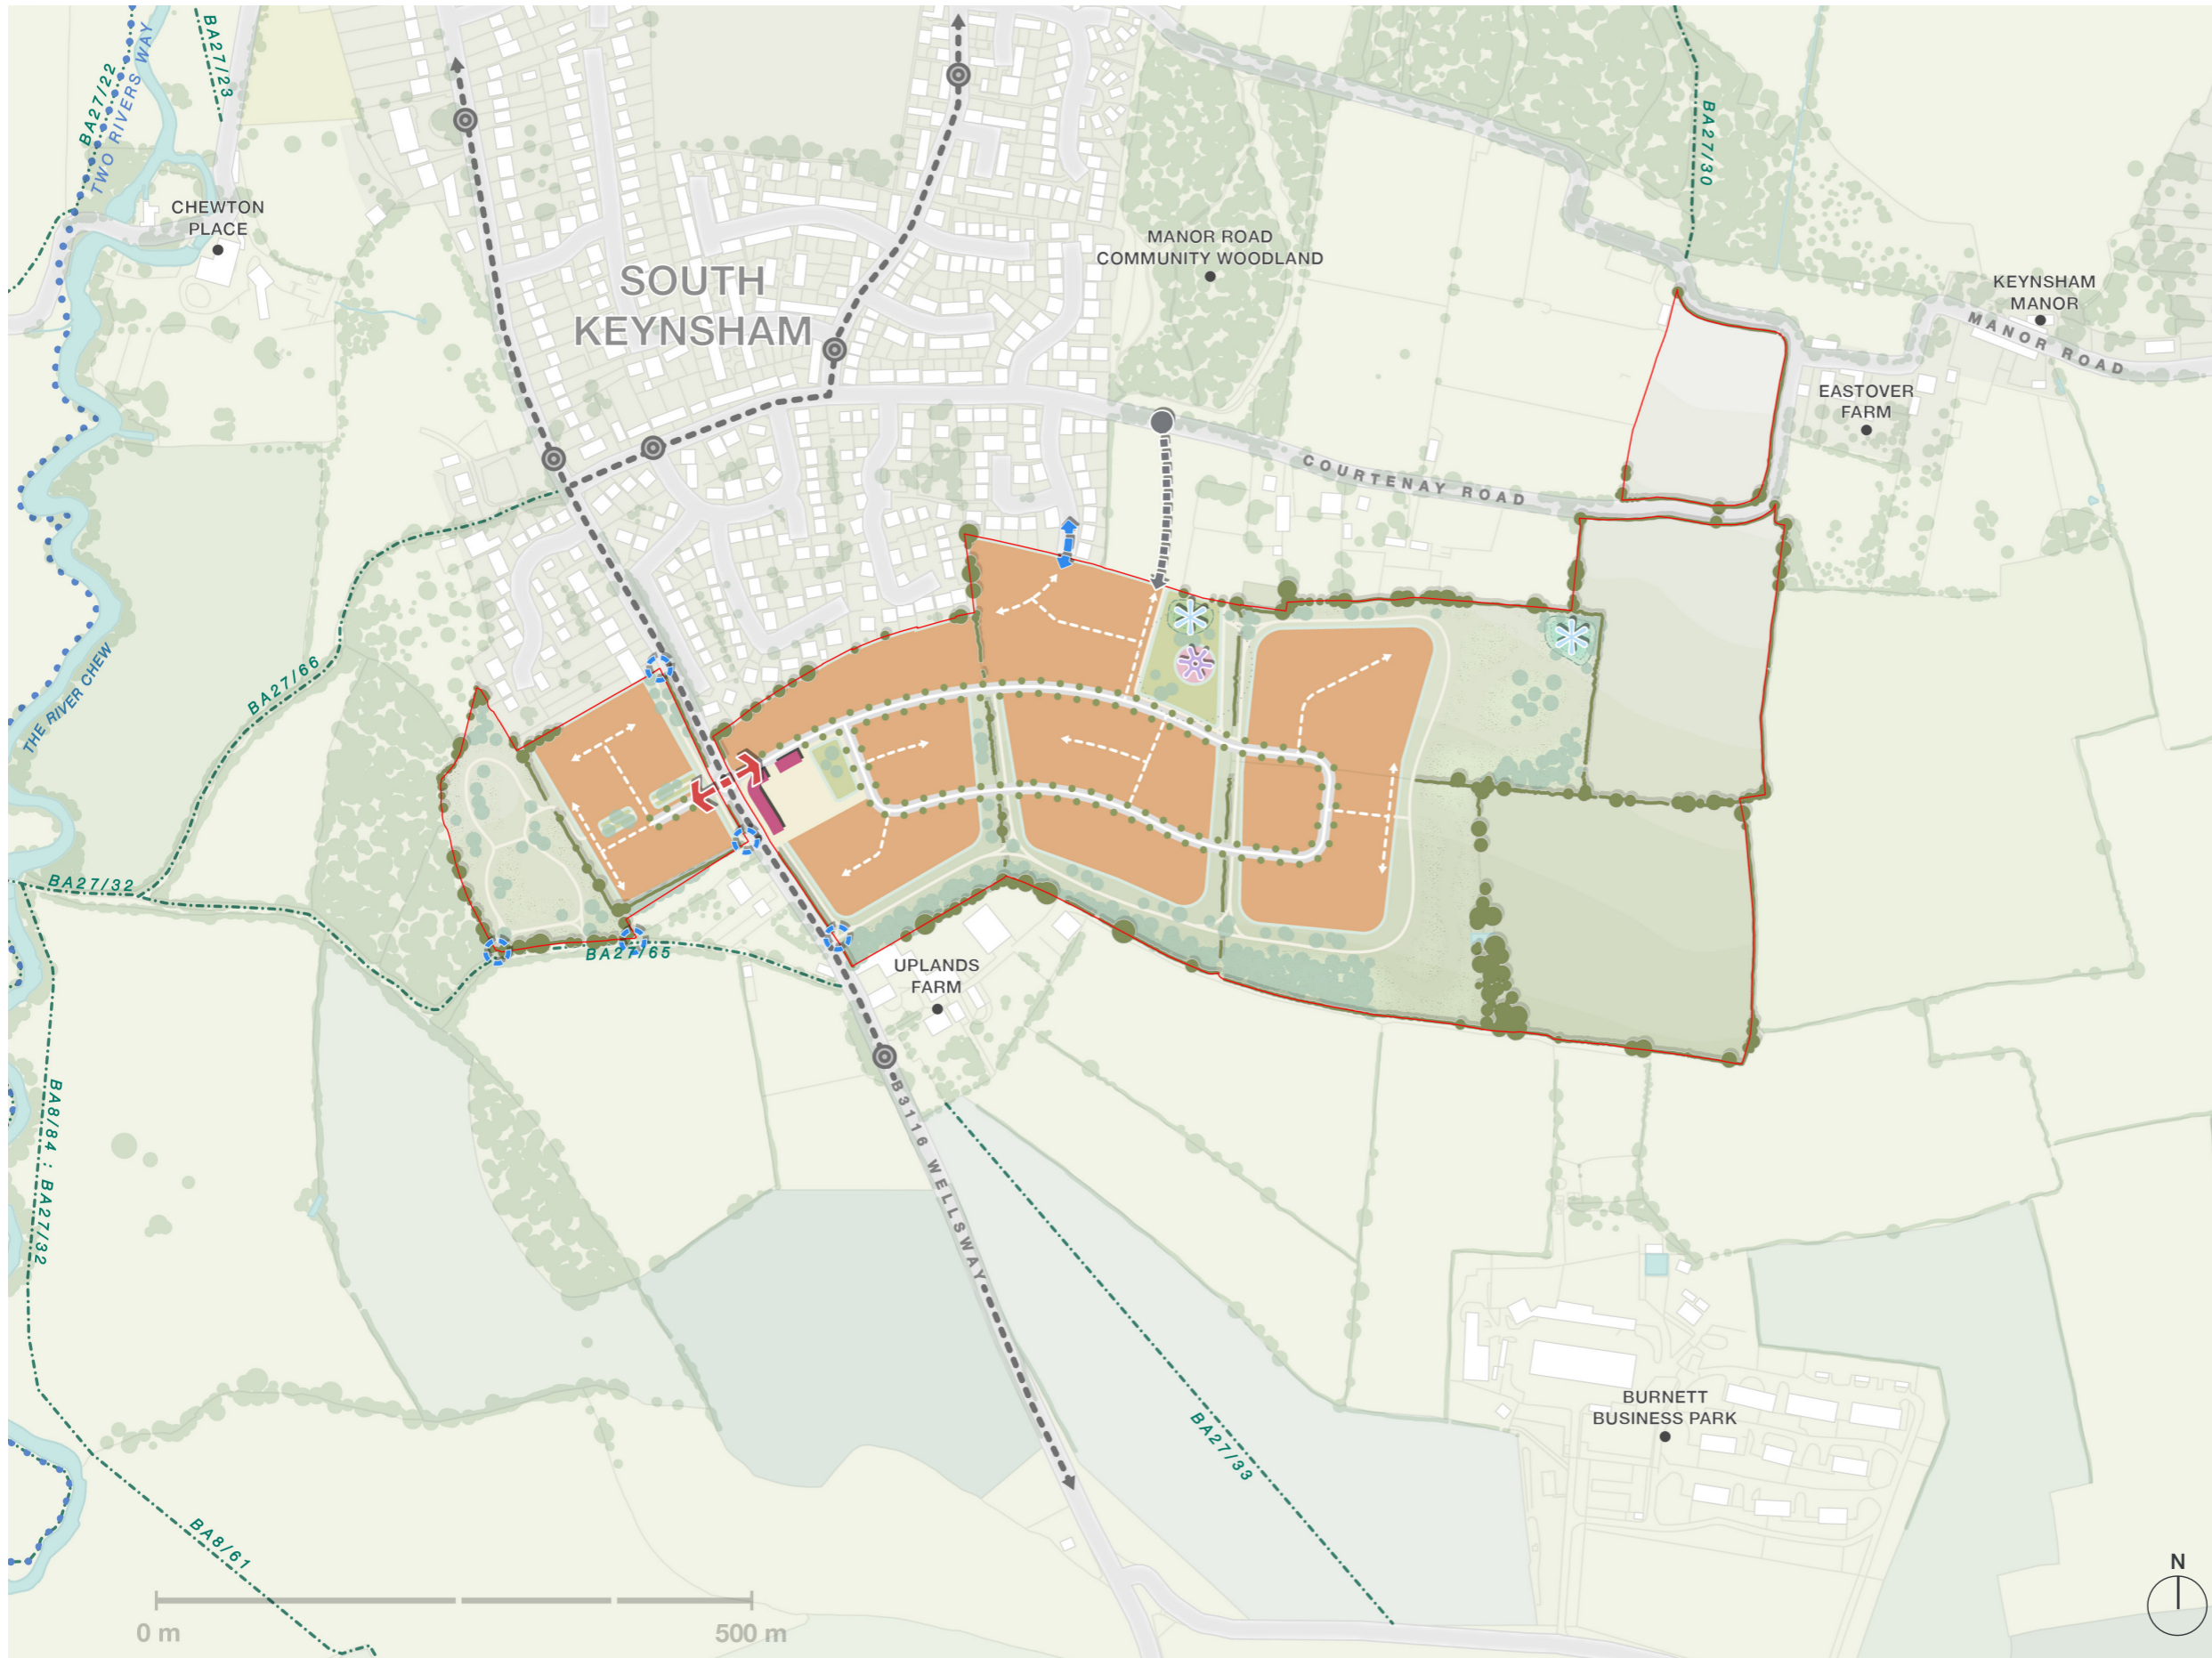 BA27/22
TWO RIVERS WAY
BA27/23
BA27/30
CHEWTON
PLACE
MANOR ROAD
COMMUNITY WOODLAND
SOUTH
KEYNSHAM
KEYNSHAM
MANOR
MANOR ROAD
EASTOVER
FARM
COURTENAY ROAD
THE RIVER CHEW
BA27/66
BA27/32
BA27/65
UPLANDS
FARM
B3116 WELLSWAY
BA8/84 : BA27/32
BA27/33
BURNETT
BUSINESS PARK
BA8/61
N
0 m
500 m